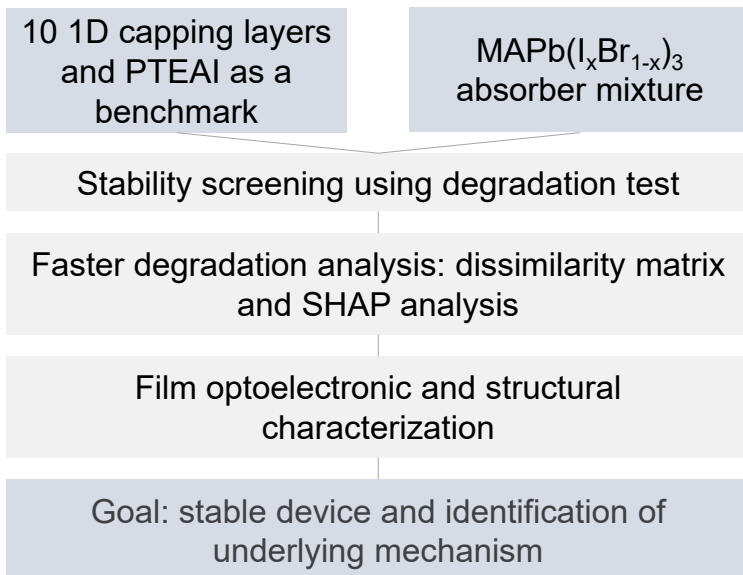 10 1D capping layers
and PTEAI as a
benchmark
MAPb(IₓBr₁₋ₓ)₃
absorber mixture
Stability screening using degradation test
Faster degradation analysis: dissimilarity matrix
and SHAP analysis
Film optoelectronic and structural
characterization
Goal: stable device and identification of
underlying mechanism